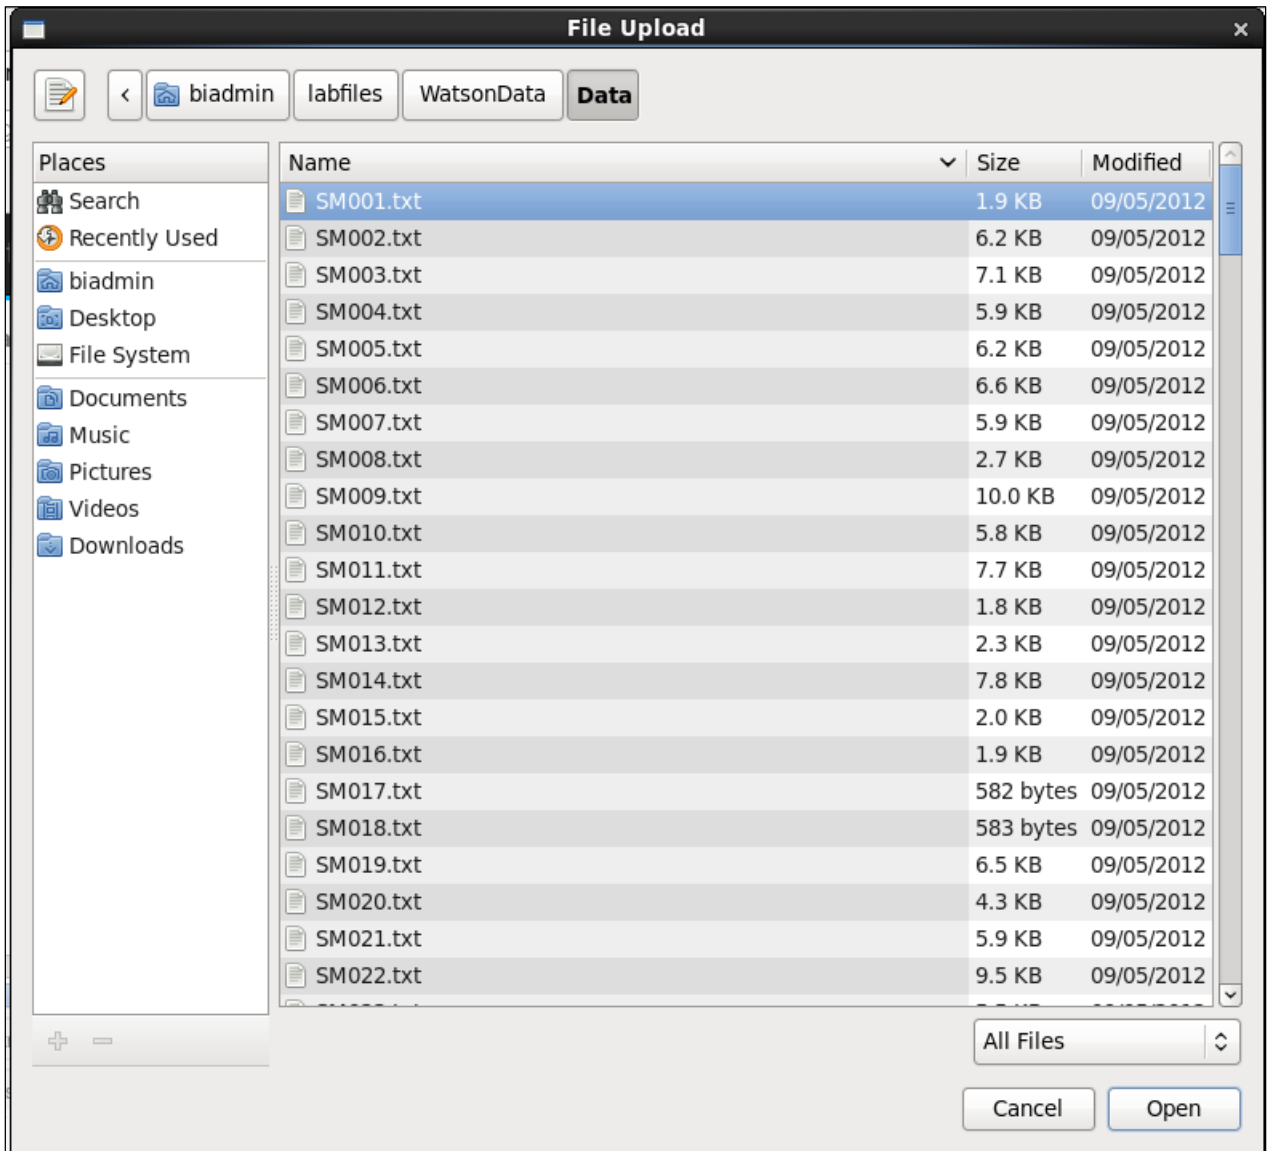 File Upload
biadmin labfiles WatsonData Data
Places
Search
Recently Used
biadmin
Desktop
File System
Documents
Music
Pictures
Videos
Downloads
Name Size Modified
SM001.txt 1.9 KB 09/05/2012
SM002.txt 6.2 KB 09/05/2012
SM003.txt 7.1 KB 09/05/2012
SM004.txt 5.9 KB 09/05/2012
SM005.txt 6.2 KB 09/05/2012
SM006.txt 6.6 KB 09/05/2012
SM007.txt 5.9 KB 09/05/2012
SM008.txt 2.7 KB 09/05/2012
SM009.txt 10.0 KB 09/05/2012
SM010.txt 5.8 KB 09/05/2012
SM011.txt 7.7 KB 09/05/2012
SM012.txt 1.8 KB 09/05/2012
SM013.txt 2.3 KB 09/05/2012
SM014.txt 7.8 KB 09/05/2012
SM015.txt 2.0 KB 09/05/2012
SM016.txt 1.9 KB 09/05/2012
SM017.txt 582 bytes 09/05/2012
SM018.txt 583 bytes 09/05/2012
SM019.txt 6.5 KB 09/05/2012
SM020.txt 4.3 KB 09/05/2012
SM021.txt 5.9 KB 09/05/2012
SM022.txt 9.5 KB 09/05/2012
All Files
Cancel Open